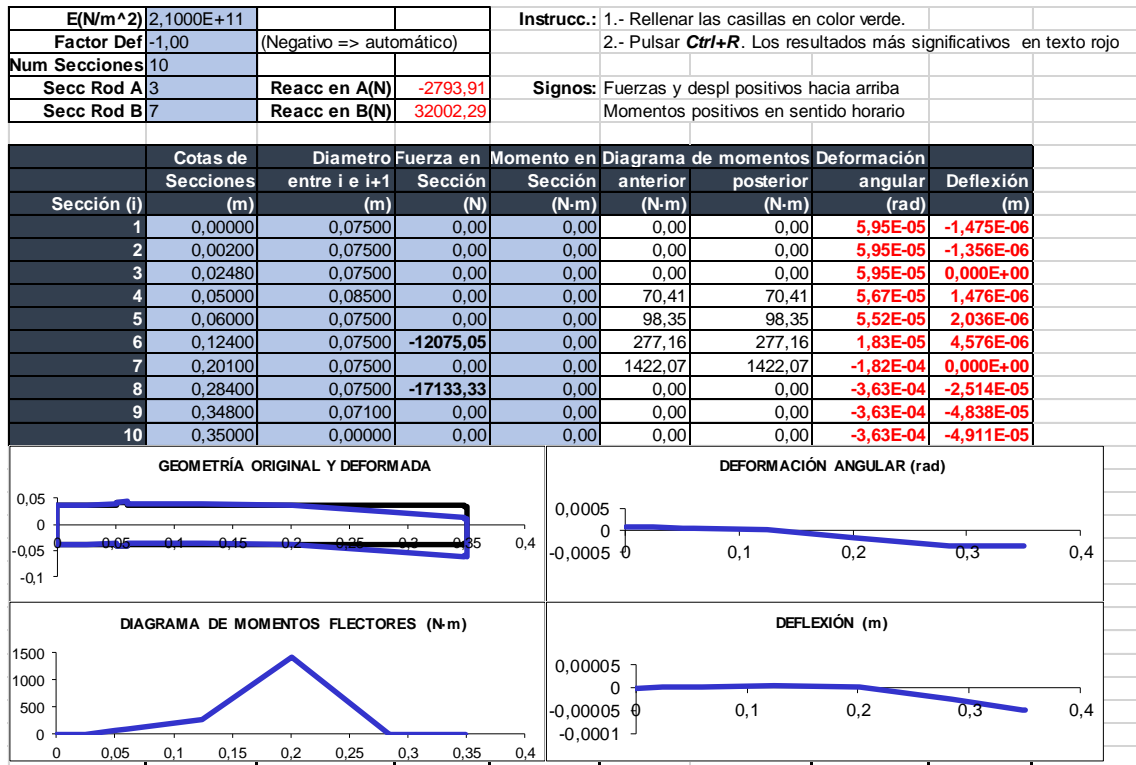 E(N/m^2) 2,1000E+11 Instrucc.: 1.- Rellenar las casillas en color verde.
Factor Def -1,00 (Negativo => automático) 2.- Pulsar Ctrl+R. Los resultados más significativos en texto rojo
Num Secciones 10
Secc Rod A 3 Reacc en A(N) -2793,91 Signos: Fuerzas y despl positivos hacia arriba
Secc Rod B 7 Reacc en B(N) 32002,29 Momentos positivos en sentido horario
Cotas de Diametro Fuerza en Momento en Diagrama de momentos Deformación
Secciones entre i e i+1 Sección Sección anterior posterior angular Deflexión
Sección (i) (m) (m) (N) (N·m) (N·m) (N·m) (rad) (m)
1 0,00000 0,07500 0,00 0,00 0,00 0,00 5,95E-05 -1,475E-06
2 0,00200 0,07500 0,00 0,00 0,00 0,00 5,95E-05 -1,356E-06
3 0,02480 0,07500 0,00 0,00 0,00 0,00 5,95E-05 0,000E+00
4 0,05000 0,08500 0,00 0,00 70,41 70,41 5,67E-05 1,476E-06
5 0,06000 0,07500 0,00 0,00 98,35 98,35 5,52E-05 2,036E-06
6 0,12400 0,07500 -12075,05 0,00 277,16 277,16 1,83E-05 4,576E-06
7 0,20100 0,07500 0,00 0,00 1422,07 1422,07 -1,82E-04 0,000E+00
8 0,28400 0,07500 -17133,33 0,00 0,00 0,00 -3,63E-04 -2,514E-05
9 0,34800 0,07100 0,00 0,00 0,00 0,00 -3,63E-04 -4,838E-05
10 0,35000 0,00000 0,00 0,00 0,00 0,00 -3,63E-04 -4,911E-05
GEOMETRÍA ORIGINAL Y DEFORMADA
0,05
0
-0,05
-0,1
0 0,05 0,1 0,15 0,2 0,25 0,3 0,35 0,4
DEFORMACIÓN ANGULAR (rad)
0,0005
0
-0,0005
0 0,1 0,2 0,3 0,4
DIAGRAMA DE MOMENTOS FLECTORES (N·m)
1500
1000
500
0
0 0,05 0,1 0,15 0,2 0,25 0,3 0,35 0,4
DEFLEXIÓN (m)
0,00005
0
-0,00005
-0,0001
0 0,1 0,2 0,3 0,4